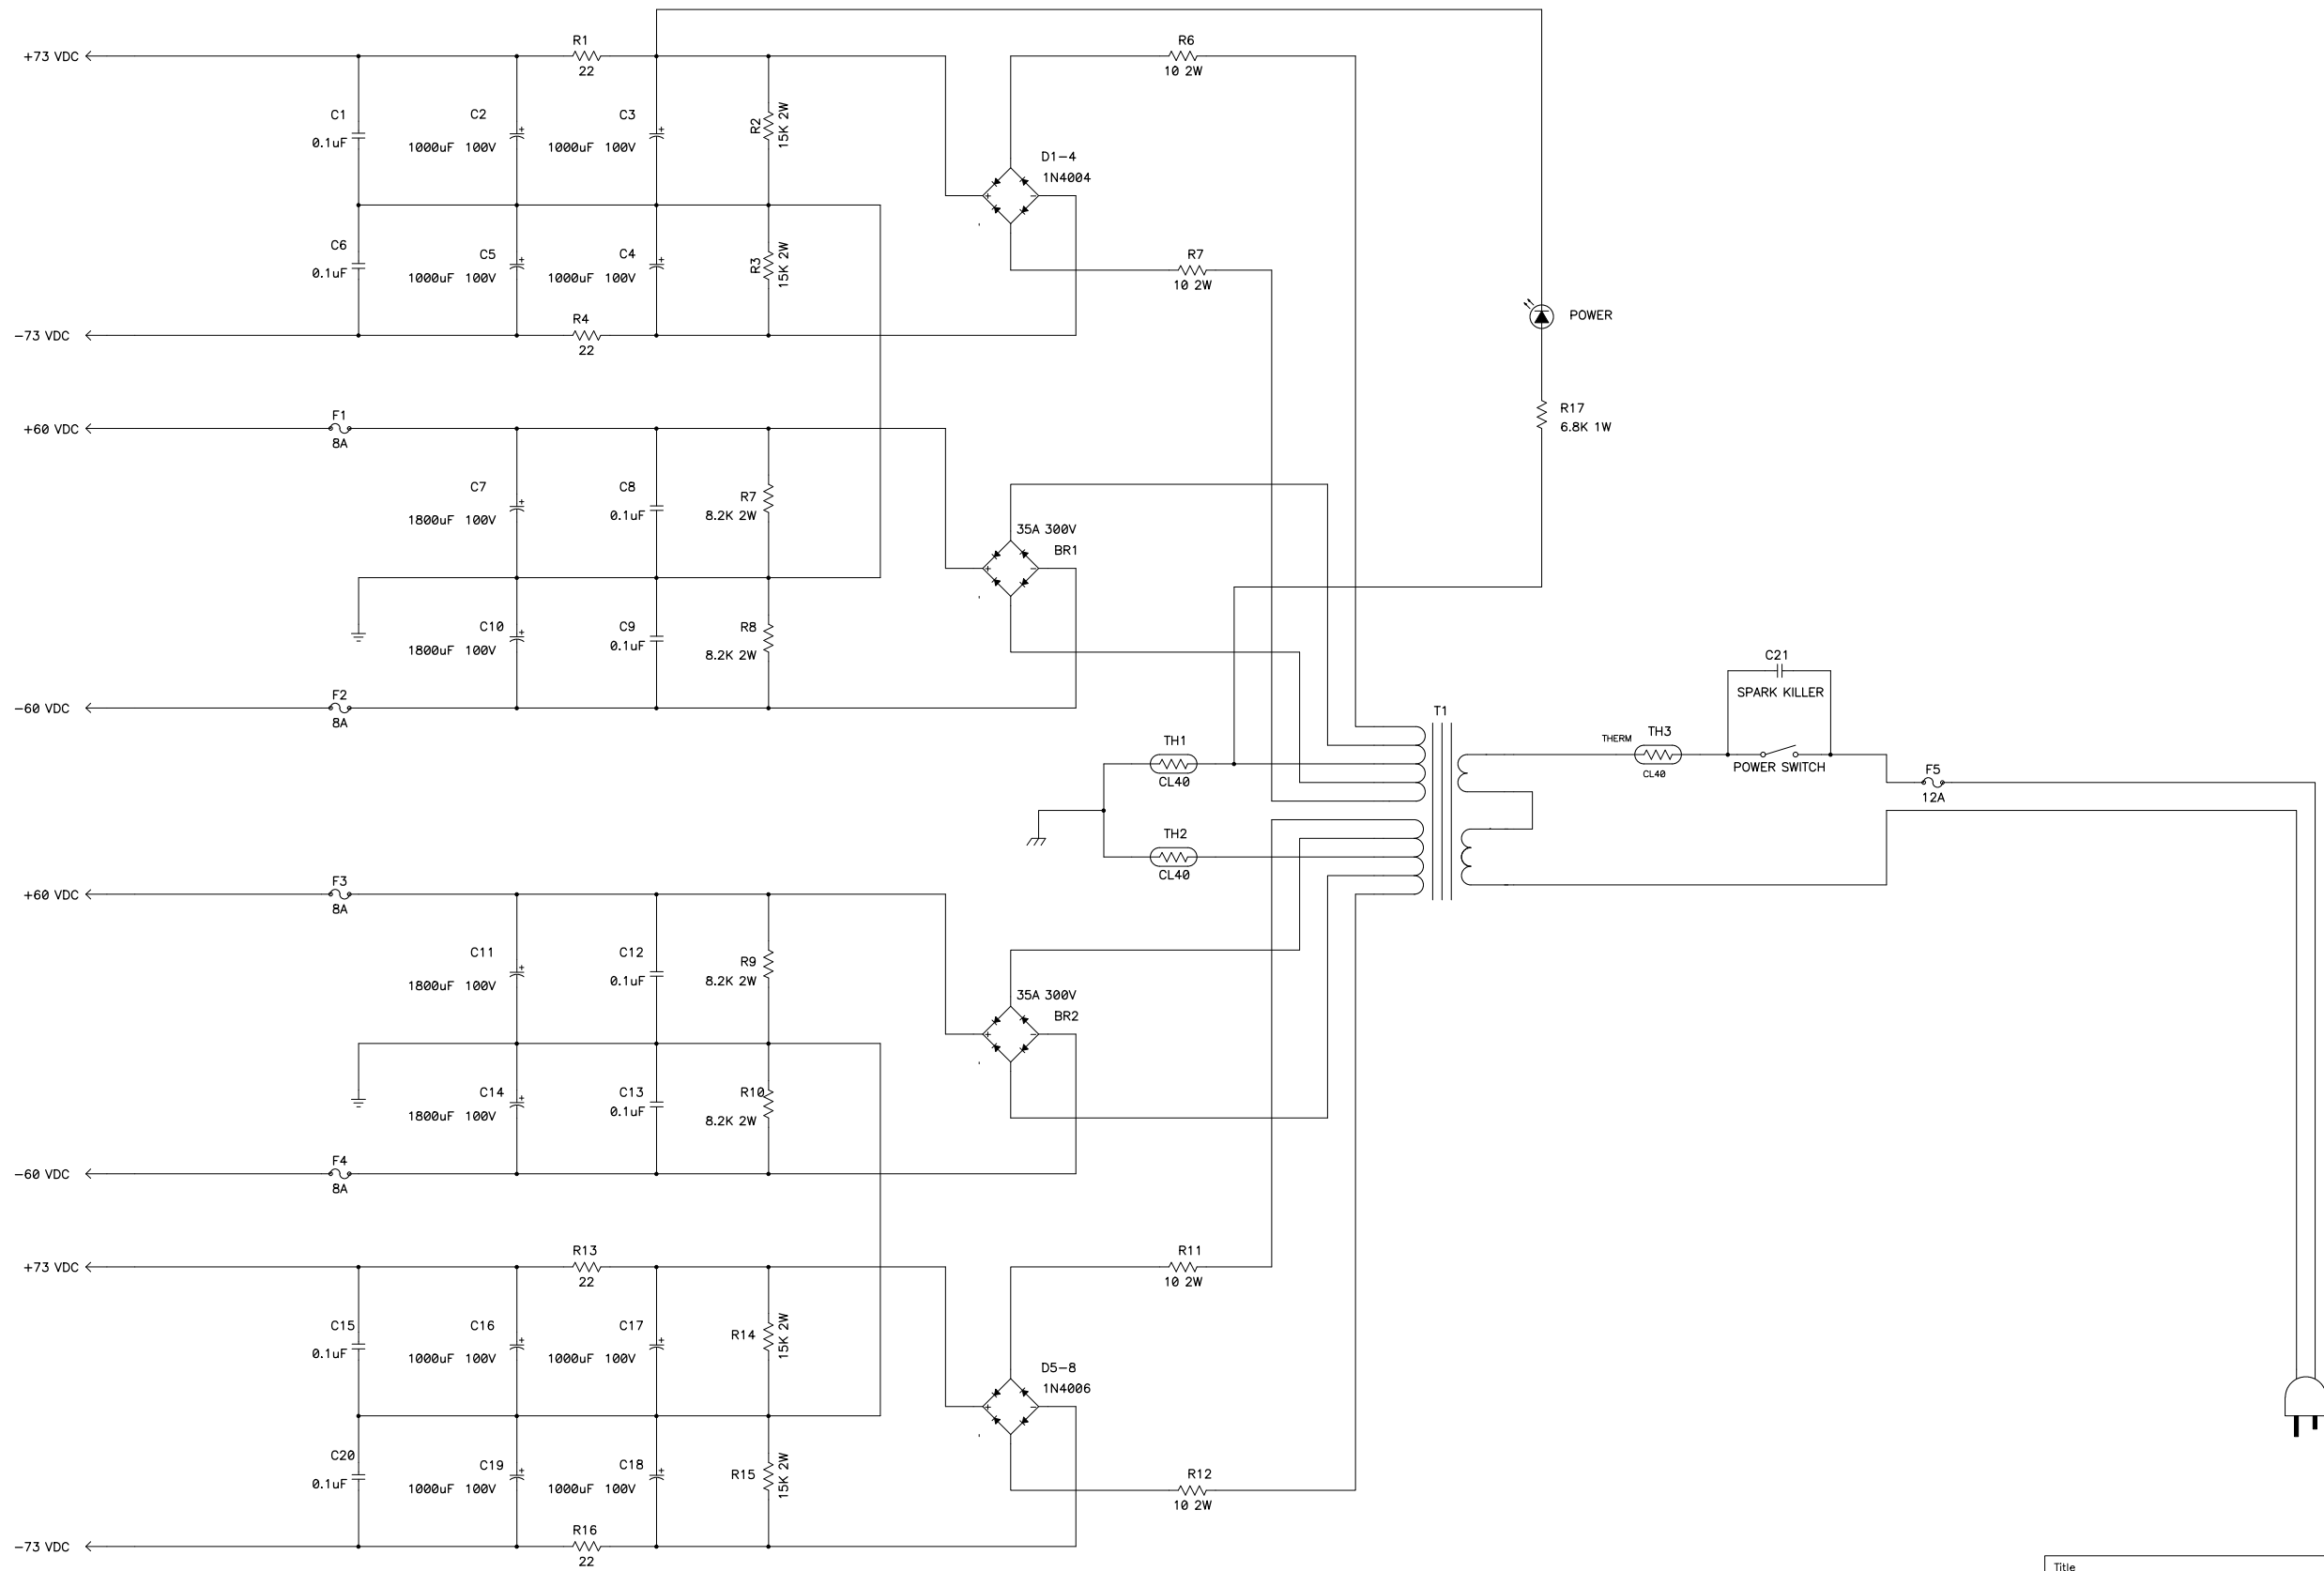 R1
R6
+73 VDC
22
10 2W
C1
C2
C3
R2
15K 2W
0.1uF
1000uF 100V
1000uF 100V
D1-4
1N4004
C6
C5
C4
R3
15K 2W
0.1uF
1000uF 100V
1000uF 100V
R7
10 2W
R4
-73 VDC
22
POWER
R17
6.8K 1W
F1
+60 VDC
8A
C7
C8
R7
1800uF 100V
0.1uF
8.2K 2W
35A 300V
BR1
C10
C9
R8
1800uF 100V
0.1uF
8.2K 2W
F2
-60 VDC
8A
C21
SPARK KILLER
T1
TH1
CL40
THERM
TH3
CL40
POWER SWITCH
F5
12A
TH2
CL40
F3
+60 VDC
8A
C11
C12
R9
1800uF 100V
0.1uF
8.2K 2W
35A 300V
BR2
C14
C13
R10
1800uF 100V
0.1uF
8.2K 2W
F4
-60 VDC
8A
R13
R11
+73 VDC
22
10 2W
C15
C16
C17
R14
15K 2W
0.1uF
1000uF 100V
1000uF 100V
D5-8
1N4006
C20
C19
C18
R15
15K 2W
0.1uF
1000uF 100V
1000uF 100V
R12
10 2W
R16
-73 VDC
22
Title